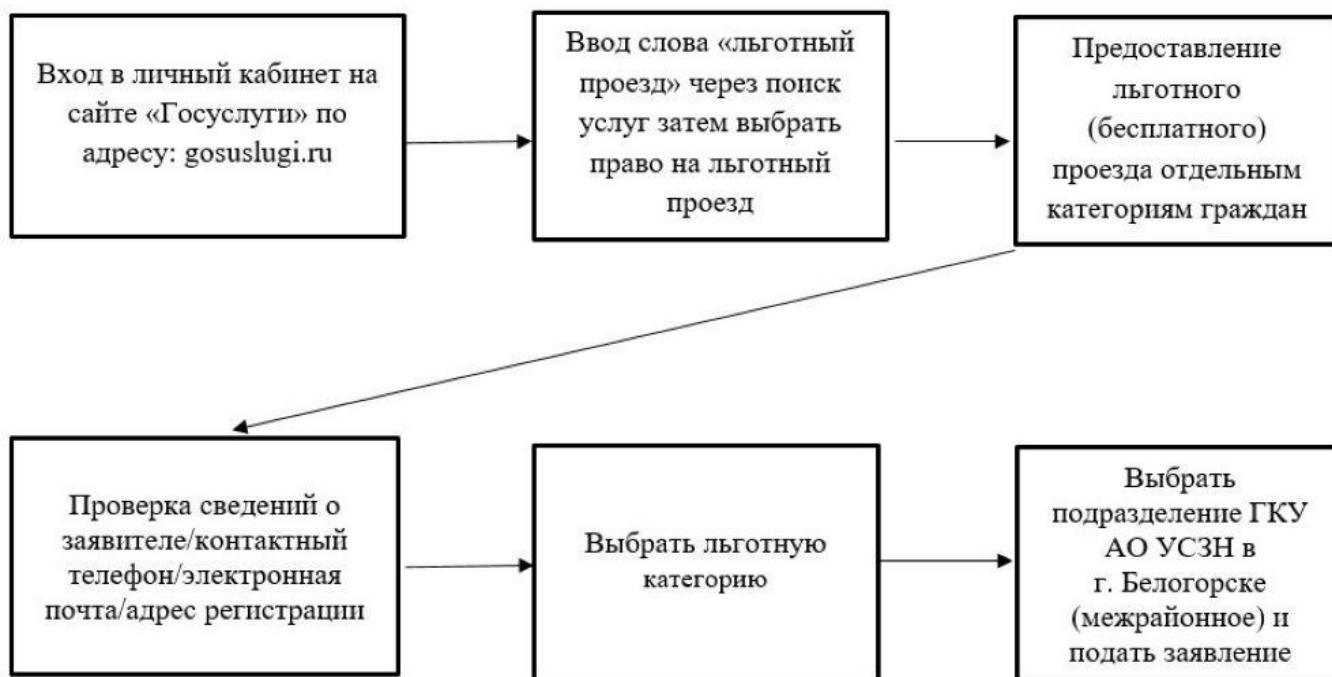 Вход в личный кабинет на
сайте «Госуслуги» по
адресу: gosuslugi.ru
Ввод слова «льготный
проезд» через поиск
услуг затем выбрать
право на льготный
проезд
Предоставление
льготного
(бесплатного)
проезда отдельным
категориям граждан
Проверка сведений о
заявителе/контактный
телефон/электронная
почта/адрес регистрации
Выбрать льготную
категорию
Выбрать
подразделение ГКУ
АО УСЗН в
г. Белогорске
(межрайонное) и
подать заявление